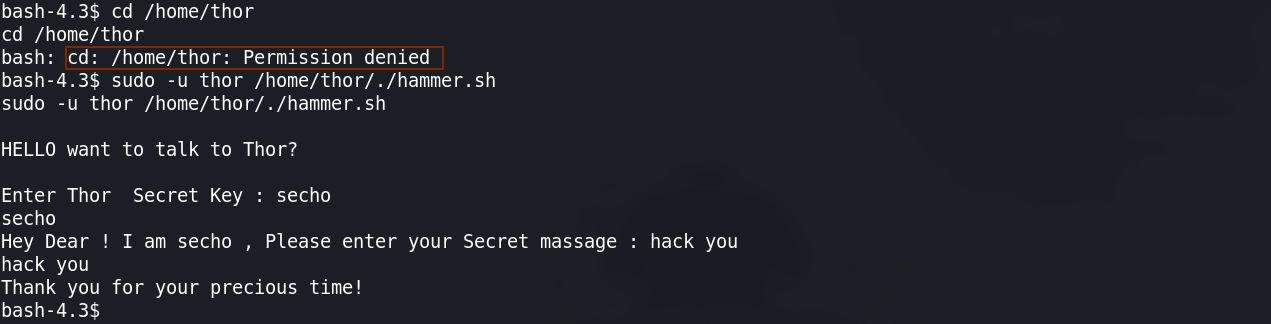 bash-4.3$ cd /home/thor
cd /home/thor
bash: cd: /home/thor: Permission denied
bash-4.3$ sudo -u thor /home/thor/./hammer.sh
sudo -u thor /home/thor/./hammer.sh
HELLO want to talk to Thor?
Enter Thor  Secret Key : secho
secho
Hey Dear ! I am secho , Please enter your Secret massage : hack you
hack you
Thank you for your precious time!
bash-4.3$